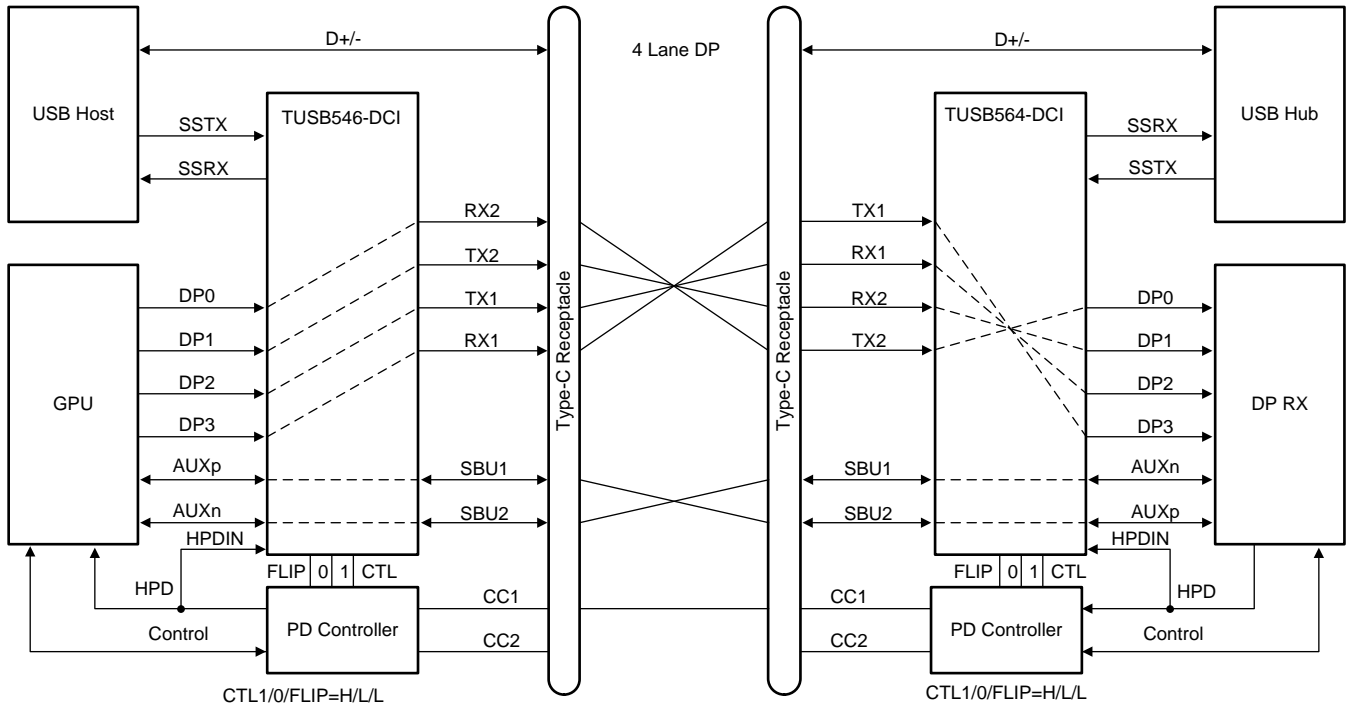 D+/-
4 Lane DP
D+/-
USB Host
TUSB546-DCI
TUSB564-DCI
USB Hub
SSTX
SSRX
SSRX
SSTX
RX2
TX1
TX2
RX1
DP0
TX1
RX2
DP0
DP1
RX1
TX2
DP1
DP2
DP2
GPU
Type-C Receptacle
Type-C Receptacle
DP RX
DP3
DP3
AUXp
SBU1
SBU1
AUXn
AUXn
SBU2
SBU2
AUXp
HPDIN
HPDIN
FLIP 0 1 CTL
FLIP 0 1 CTL
HPD
CC1
CC1
HPD
Control
PD Controller
CC2
CC2
PD Controller
Control
CTL1/0/FLIP=H/L/L
CTL1/0/FLIP=H/L/L